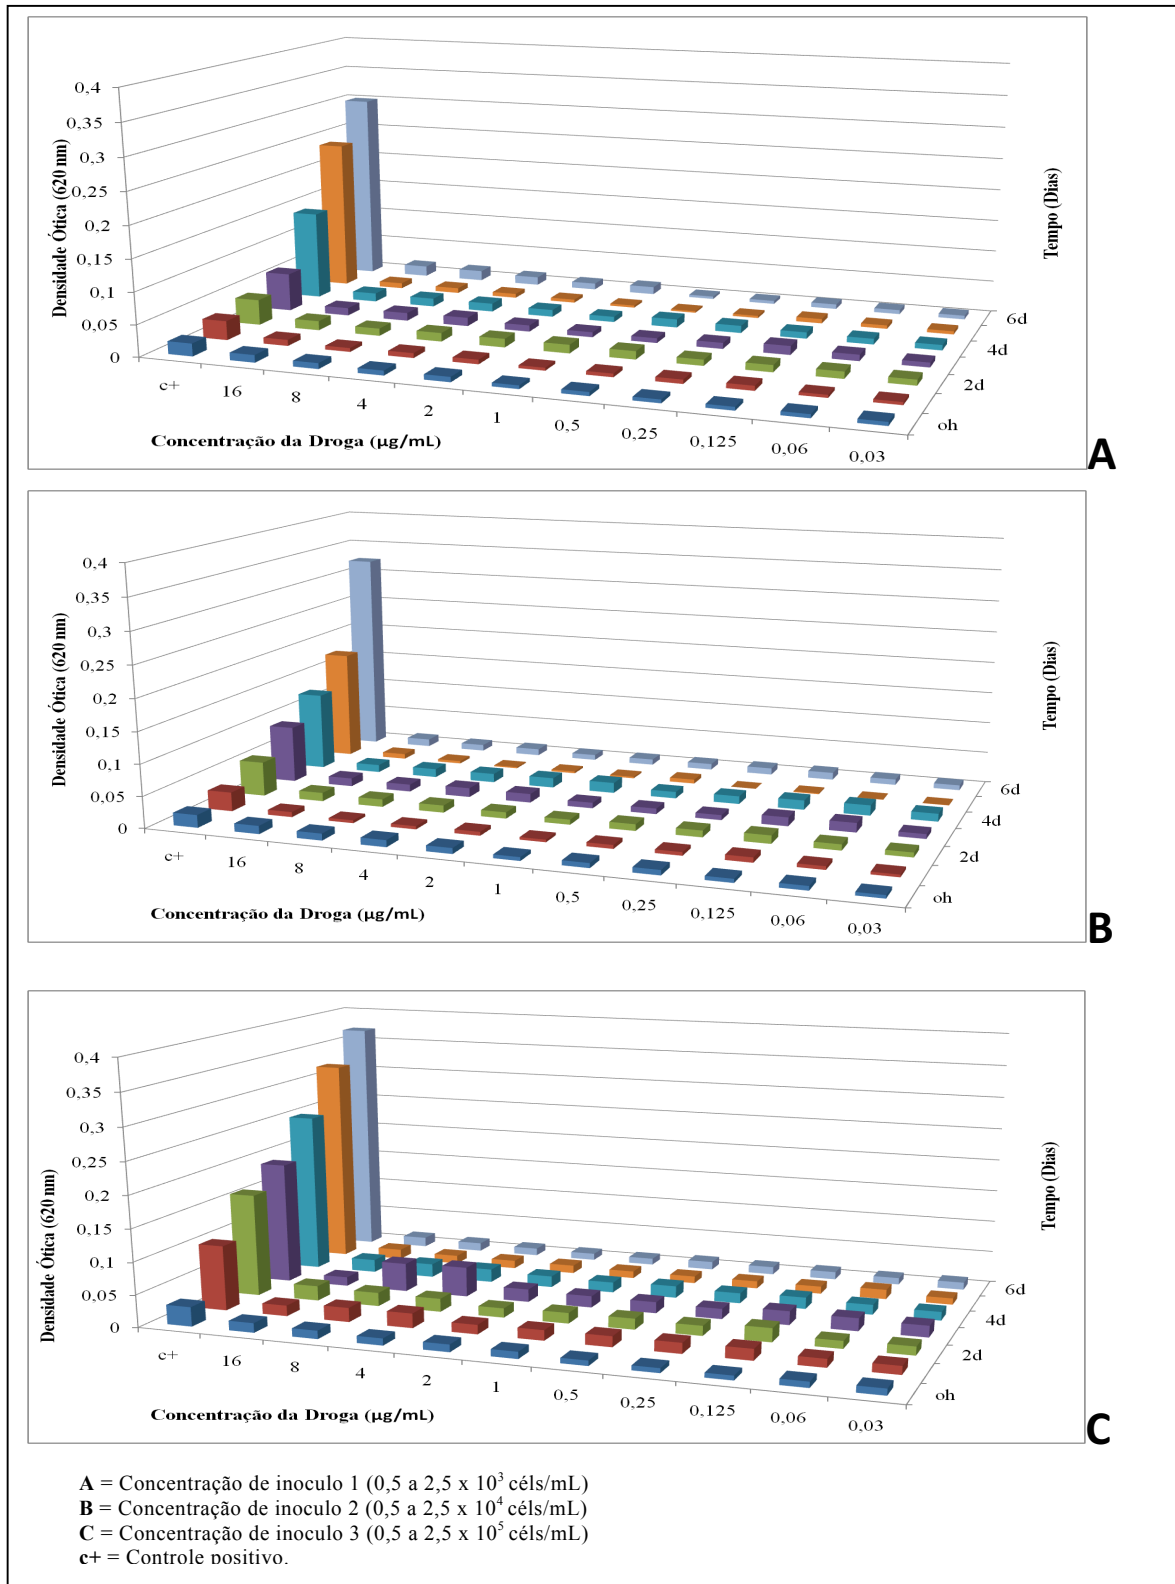 0,4
0,35
0,3
0,25
0,2
0,15
0,1
0,05
0
Densidade Ótica (620 nm)
c+
16
8
4
2
1
0,5
0,25
0,125
0,06
0,03
Concentração da Droga (µg/mL)
oh
2d
4d
6d
Tempo (Dias)
A
0,4
0,35
0,3
0,25
0,2
0,15
0,1
0,05
0
Densidade Ótica (620 nm)
c+
16
8
4
2
1
0,5
0,25
0,125
0,06
0,03
Concentração da Droga (µg/mL)
oh
2d
4d
6d
Tempo (Dias)
B
0,4
0,35
0,3
0,25
0,2
0,15
0,1
0,05
0
Densidade Ótica (620 nm)
c+
16
8
4
2
1
0,5
0,25
0,125
0,06
0,03
Concentração da Droga (µg/mL)
oh
2d
4d
6d
Tempo (Dias)
C
A = Concentração de inoculo 1 (0,5 a 2,5 x 10³ céls/mL)
B = Concentração de inoculo 2 (0,5 a 2,5 x 10⁴ céls/mL)
C = Concentração de inoculo 3 (0,5 a 2,5 x 10⁵ céls/mL)
c+ = Controle positivo.